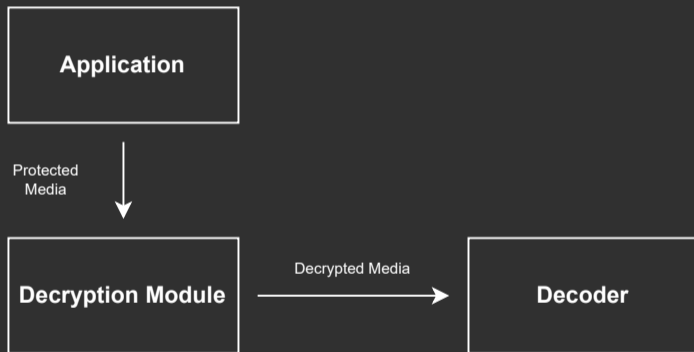 Application
Protected
Media
Decryption Module
Decrypted Media
Decoder